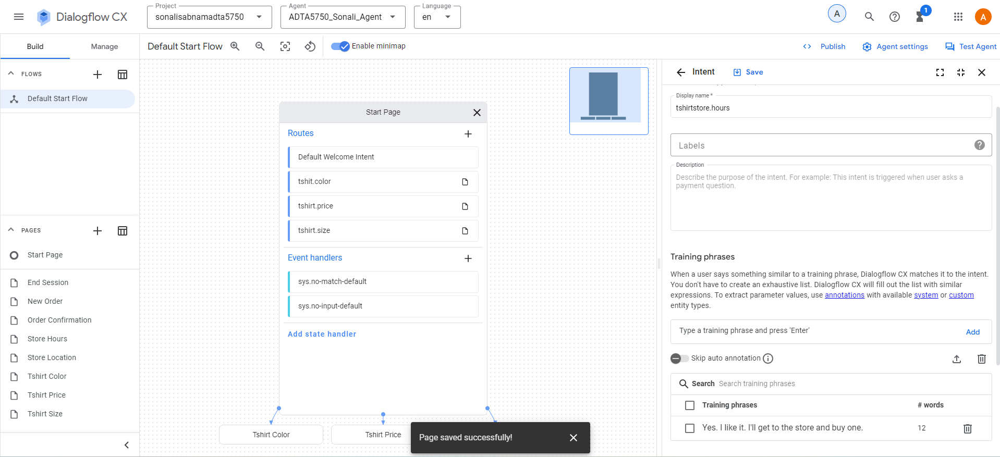 Dialogflow CX
Project
sonalisabnamadta5750
Agent
ADTA5750_Sonali_Agent
Language
en
A
1
A
Build
Manage
Default Start Flow
Enable minimap
Publish
Agent settings
Test Agent
FLOWS
Default Start Flow
PAGES
Start Page
End Session
New Order
Order Confirmation
Store Hours
Store Location
Tshirt Color
Tshirt Price
Tshirt Size
Start Page
Routes
Default Welcome Intent
tshit.color
tshirt.price
tshirt.size
Event handlers
sys.no-match-default
sys.no-input-default
Add state handler
Tshirt Color
Tshirt Price
Page saved successfully!
Intent
Save
Display name *
tshirtstore.hours
Labels
Description
Describe the purpose of the intent. For example: This intent is triggered when user asks a
payment question.
Training phrases
When a user says something similar to a training phrase, Dialogflow CX matches it to the intent.
You don't have to create an exhaustive list. Dialogflow CX will fill out the list with similar
expressions. To extract parameter values, use annotations with available system or custom
entity types.
Type a training phrase and press 'Enter'
Add
Skip auto annotation
Search Search training phrases
Training phrases # words
Yes. I like it. I'll get to the store and buy one. 12